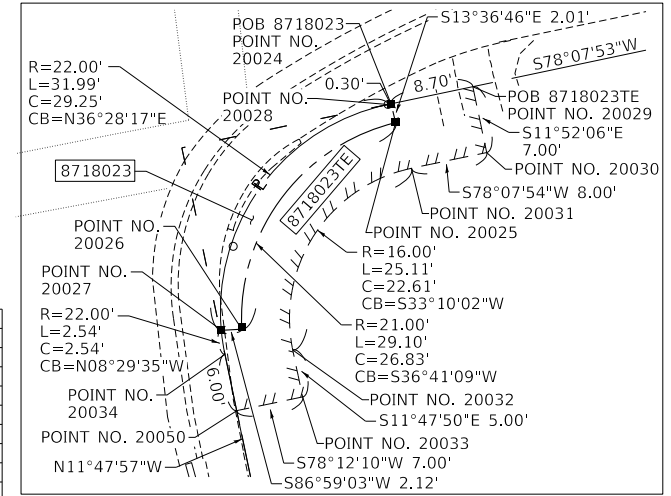 POB 8718023
POINT NO.
20024
S13°36'46"E 2.01'
R=22.00'
L=31.99'
C=29.25'
CB=N36°28'17"E
POINT NO.
20028
0.30'
8.70'
S78°07'53"W
POB 8718023TE
POINT NO. 20029
S11°52'06"E
7.00'
POINT NO. 20030
S78°07'54"W 8.00'
POINT NO. 20031
POINT NO. 20025
8718023
8718023TE
POINT NO.
20026
POINT NO.
20027
R=16.00'
L=25.11'
C=22.61'
CB=S33°10'02"W
R=22.00'
L=2.54'
C=2.54'
CB=N08°29'35"W
R=21.00'
L=29.10'
C=26.83'
CB=S36°41'09"W
POINT NO.
20034
6.00'
POINT NO. 20032
S11°47'50"E 5.00'
POINT NO. 20050
POINT NO. 20033
N11°47'57"W
S78°12'10"W 7.00'
S86°59'03"W 2.12'